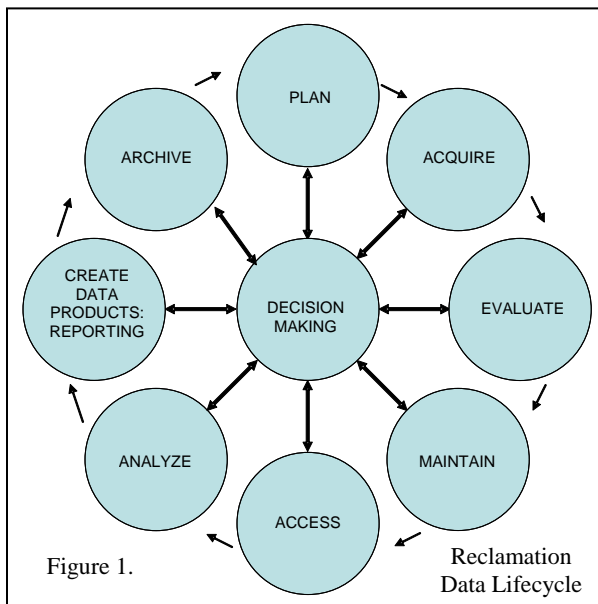 PLAN
ACQUIRE
EVALUATE
MAINTAIN
ACCESS
ANALYZE
CREATE
DATA
PRODUCTS:
REPORTING
ARCHIVE
DECISION
MAKING
Figure 1.
Reclamation
Data Lifecycle